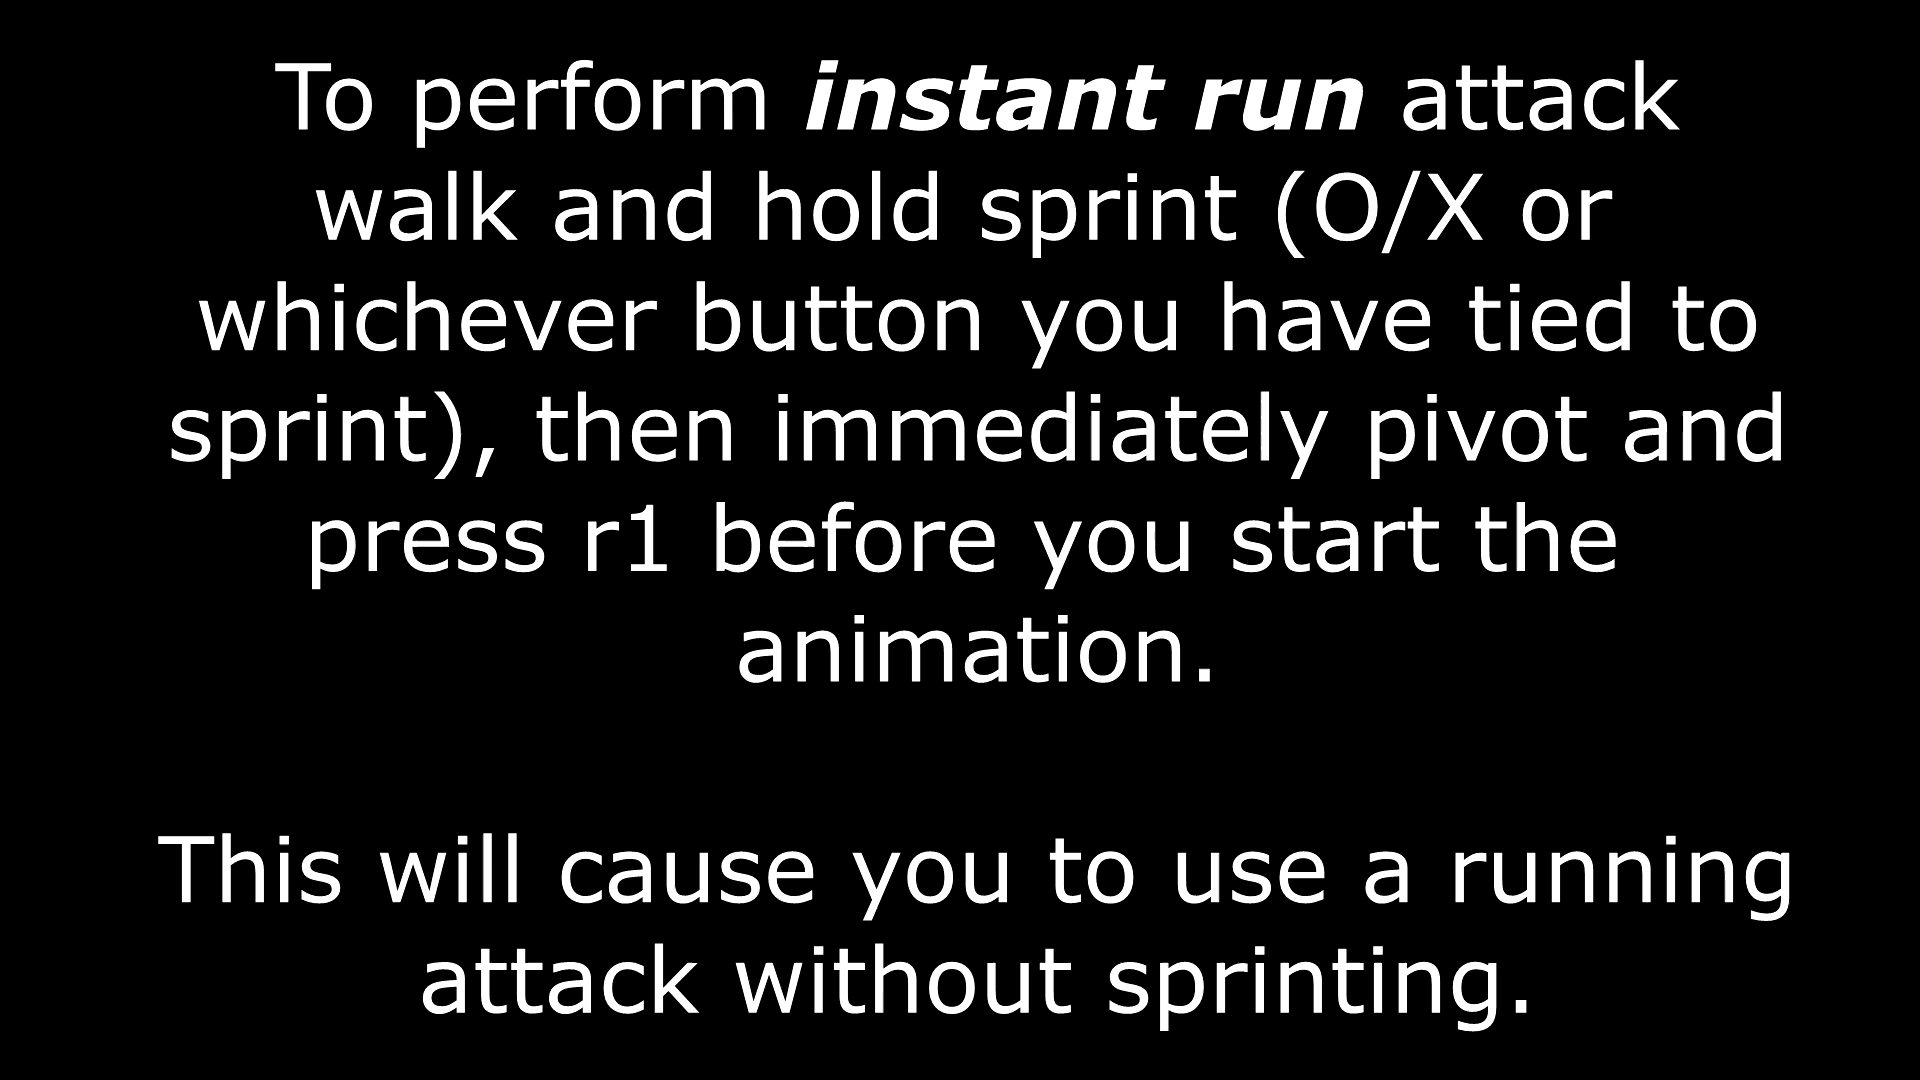 To perform instant run attack
walk and hold sprint (O/X or
whichever button you have tied to
sprint), then immediately pivot and
press r1 before you start the
animation.
This will cause you to use a running
attack without sprinting.